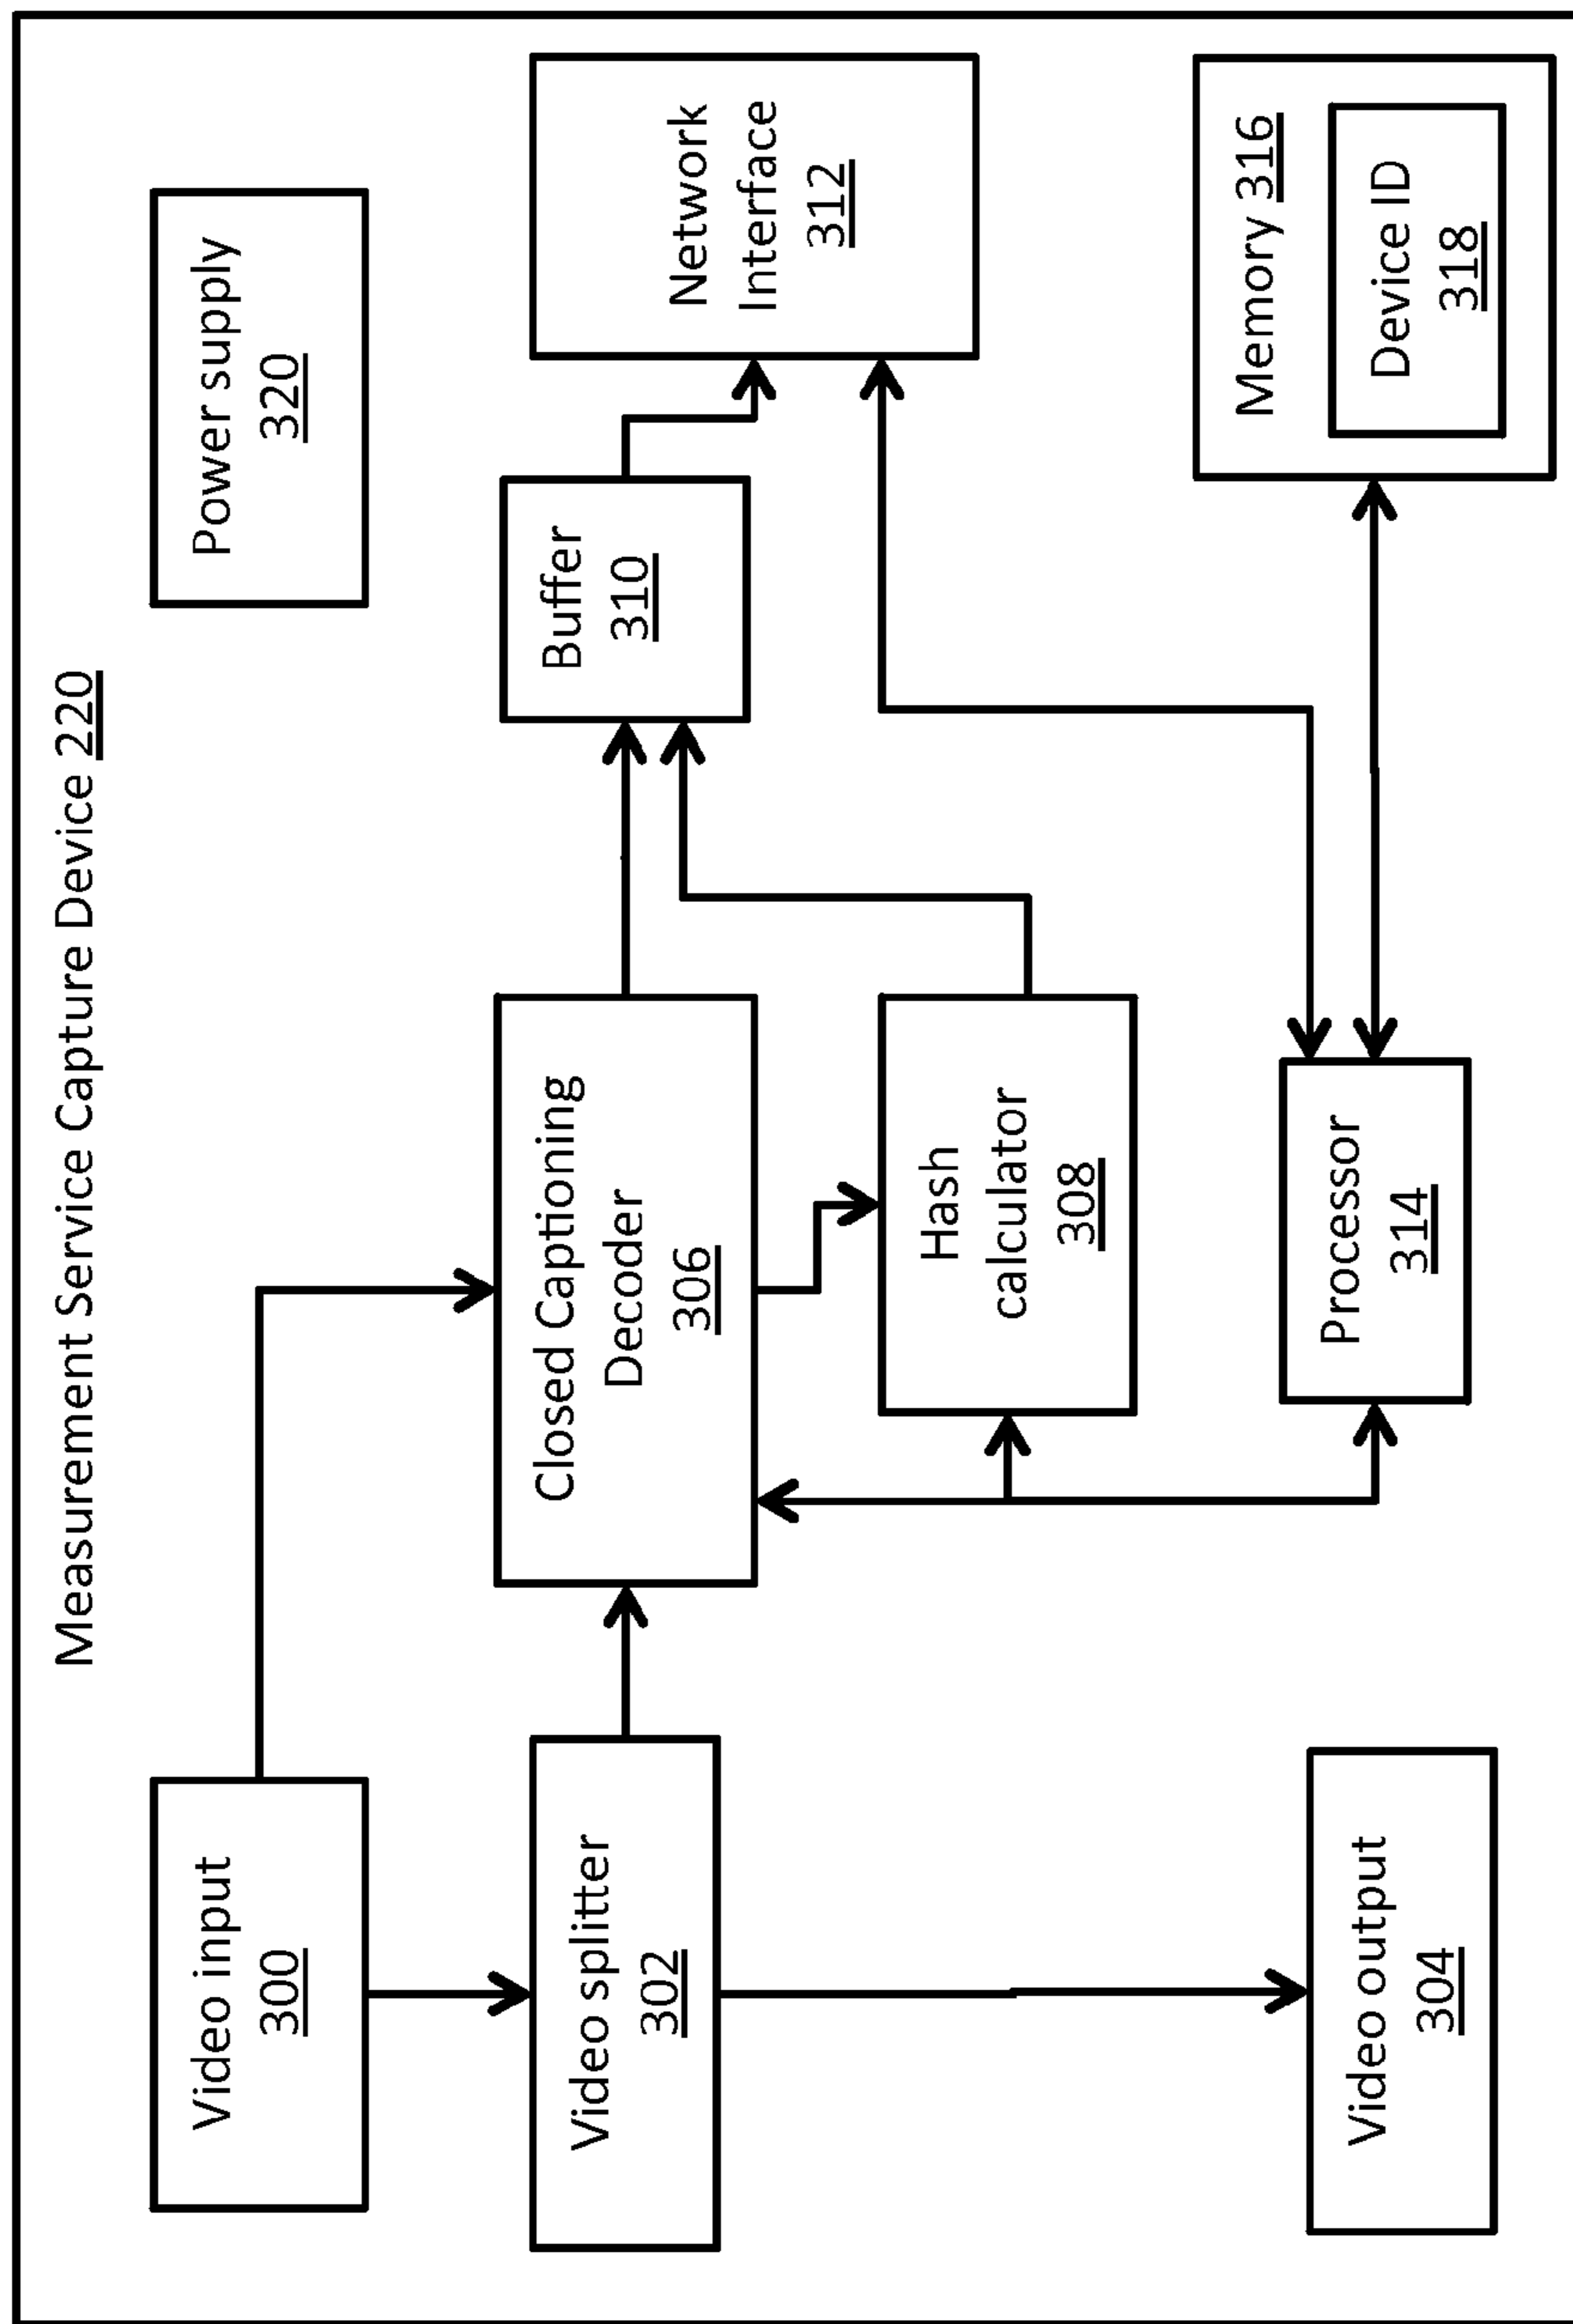 Measurement Service Capture Device 220
Video input
300
Power supply
320
Video splitter
302
Closed Captioning
Decoder
306
Buffer
310
Network
Interface
312
Hash
calculator
308
Video output
304
Processor
314
Memory 316
Device ID
318